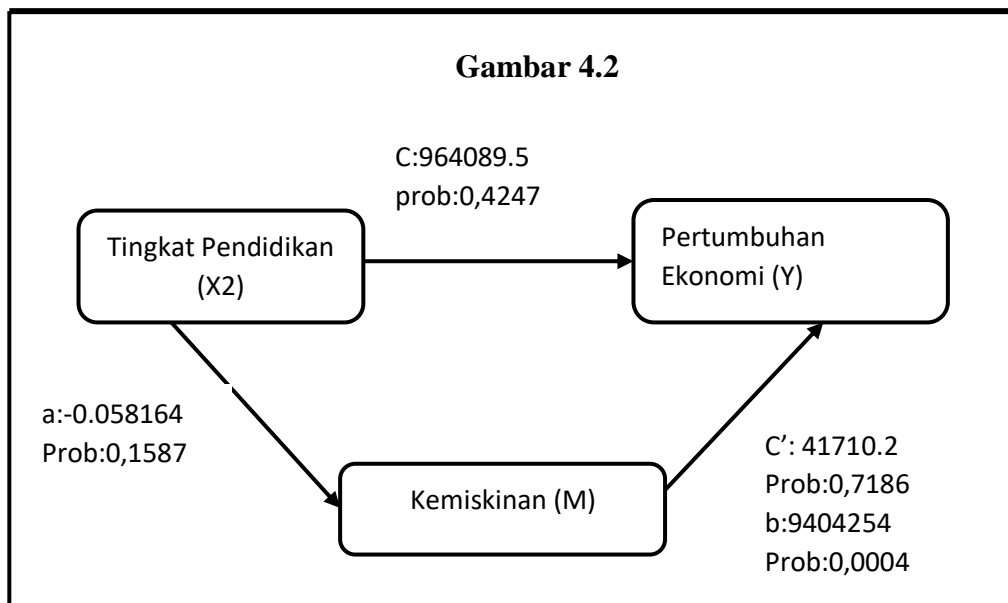 Gambar 4.2
C:964089.5
prob:0,4247
Tingkat Pendidikan
(X2)
Pertumbuhan
Ekonomi (Y)
a:-0.058164
Prob:0,1587
Kemiskinan (M)
C’: 41710.2
Prob:0,7186
b:9404254
Prob:0,0004